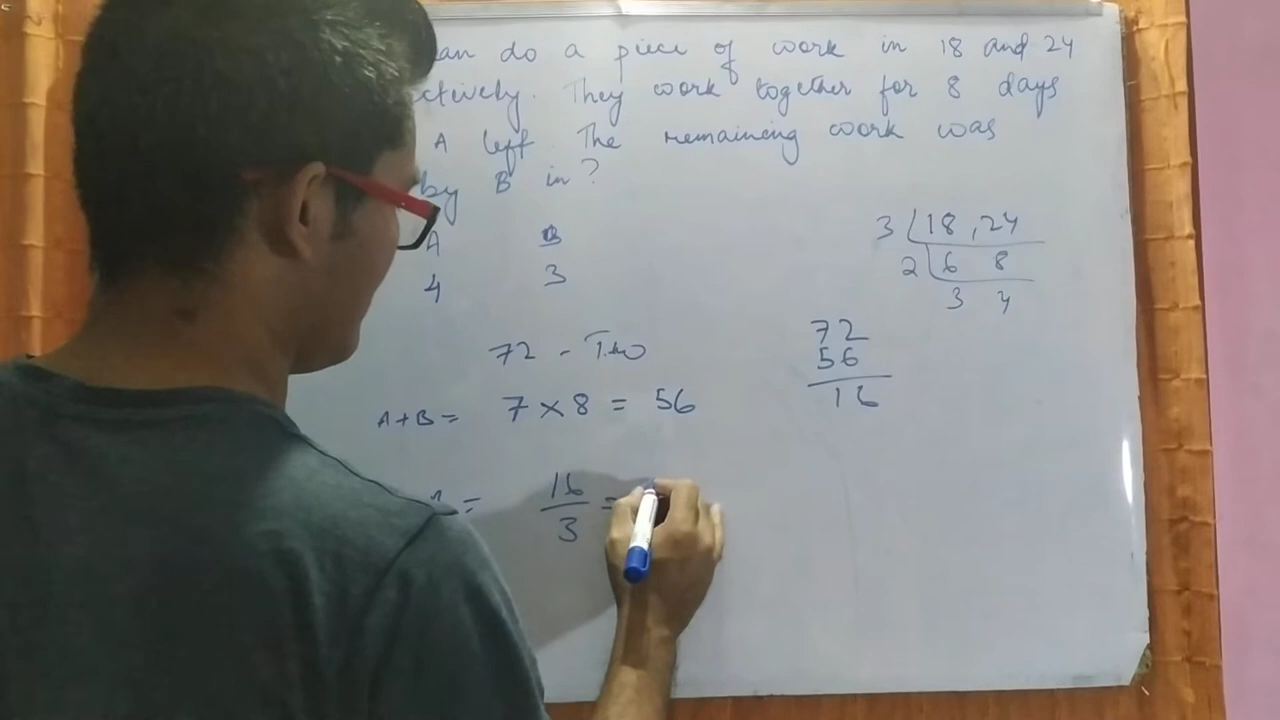 an do a piece of work in 18 and 24
ctively. They work together for 8 days
A left. The remaining work was
by B in?
A B
4 3
3 18, 24
2 6 8
3 4
72 -
72
56
16
A+B = 7 × 8 = 56
= 16/3 =